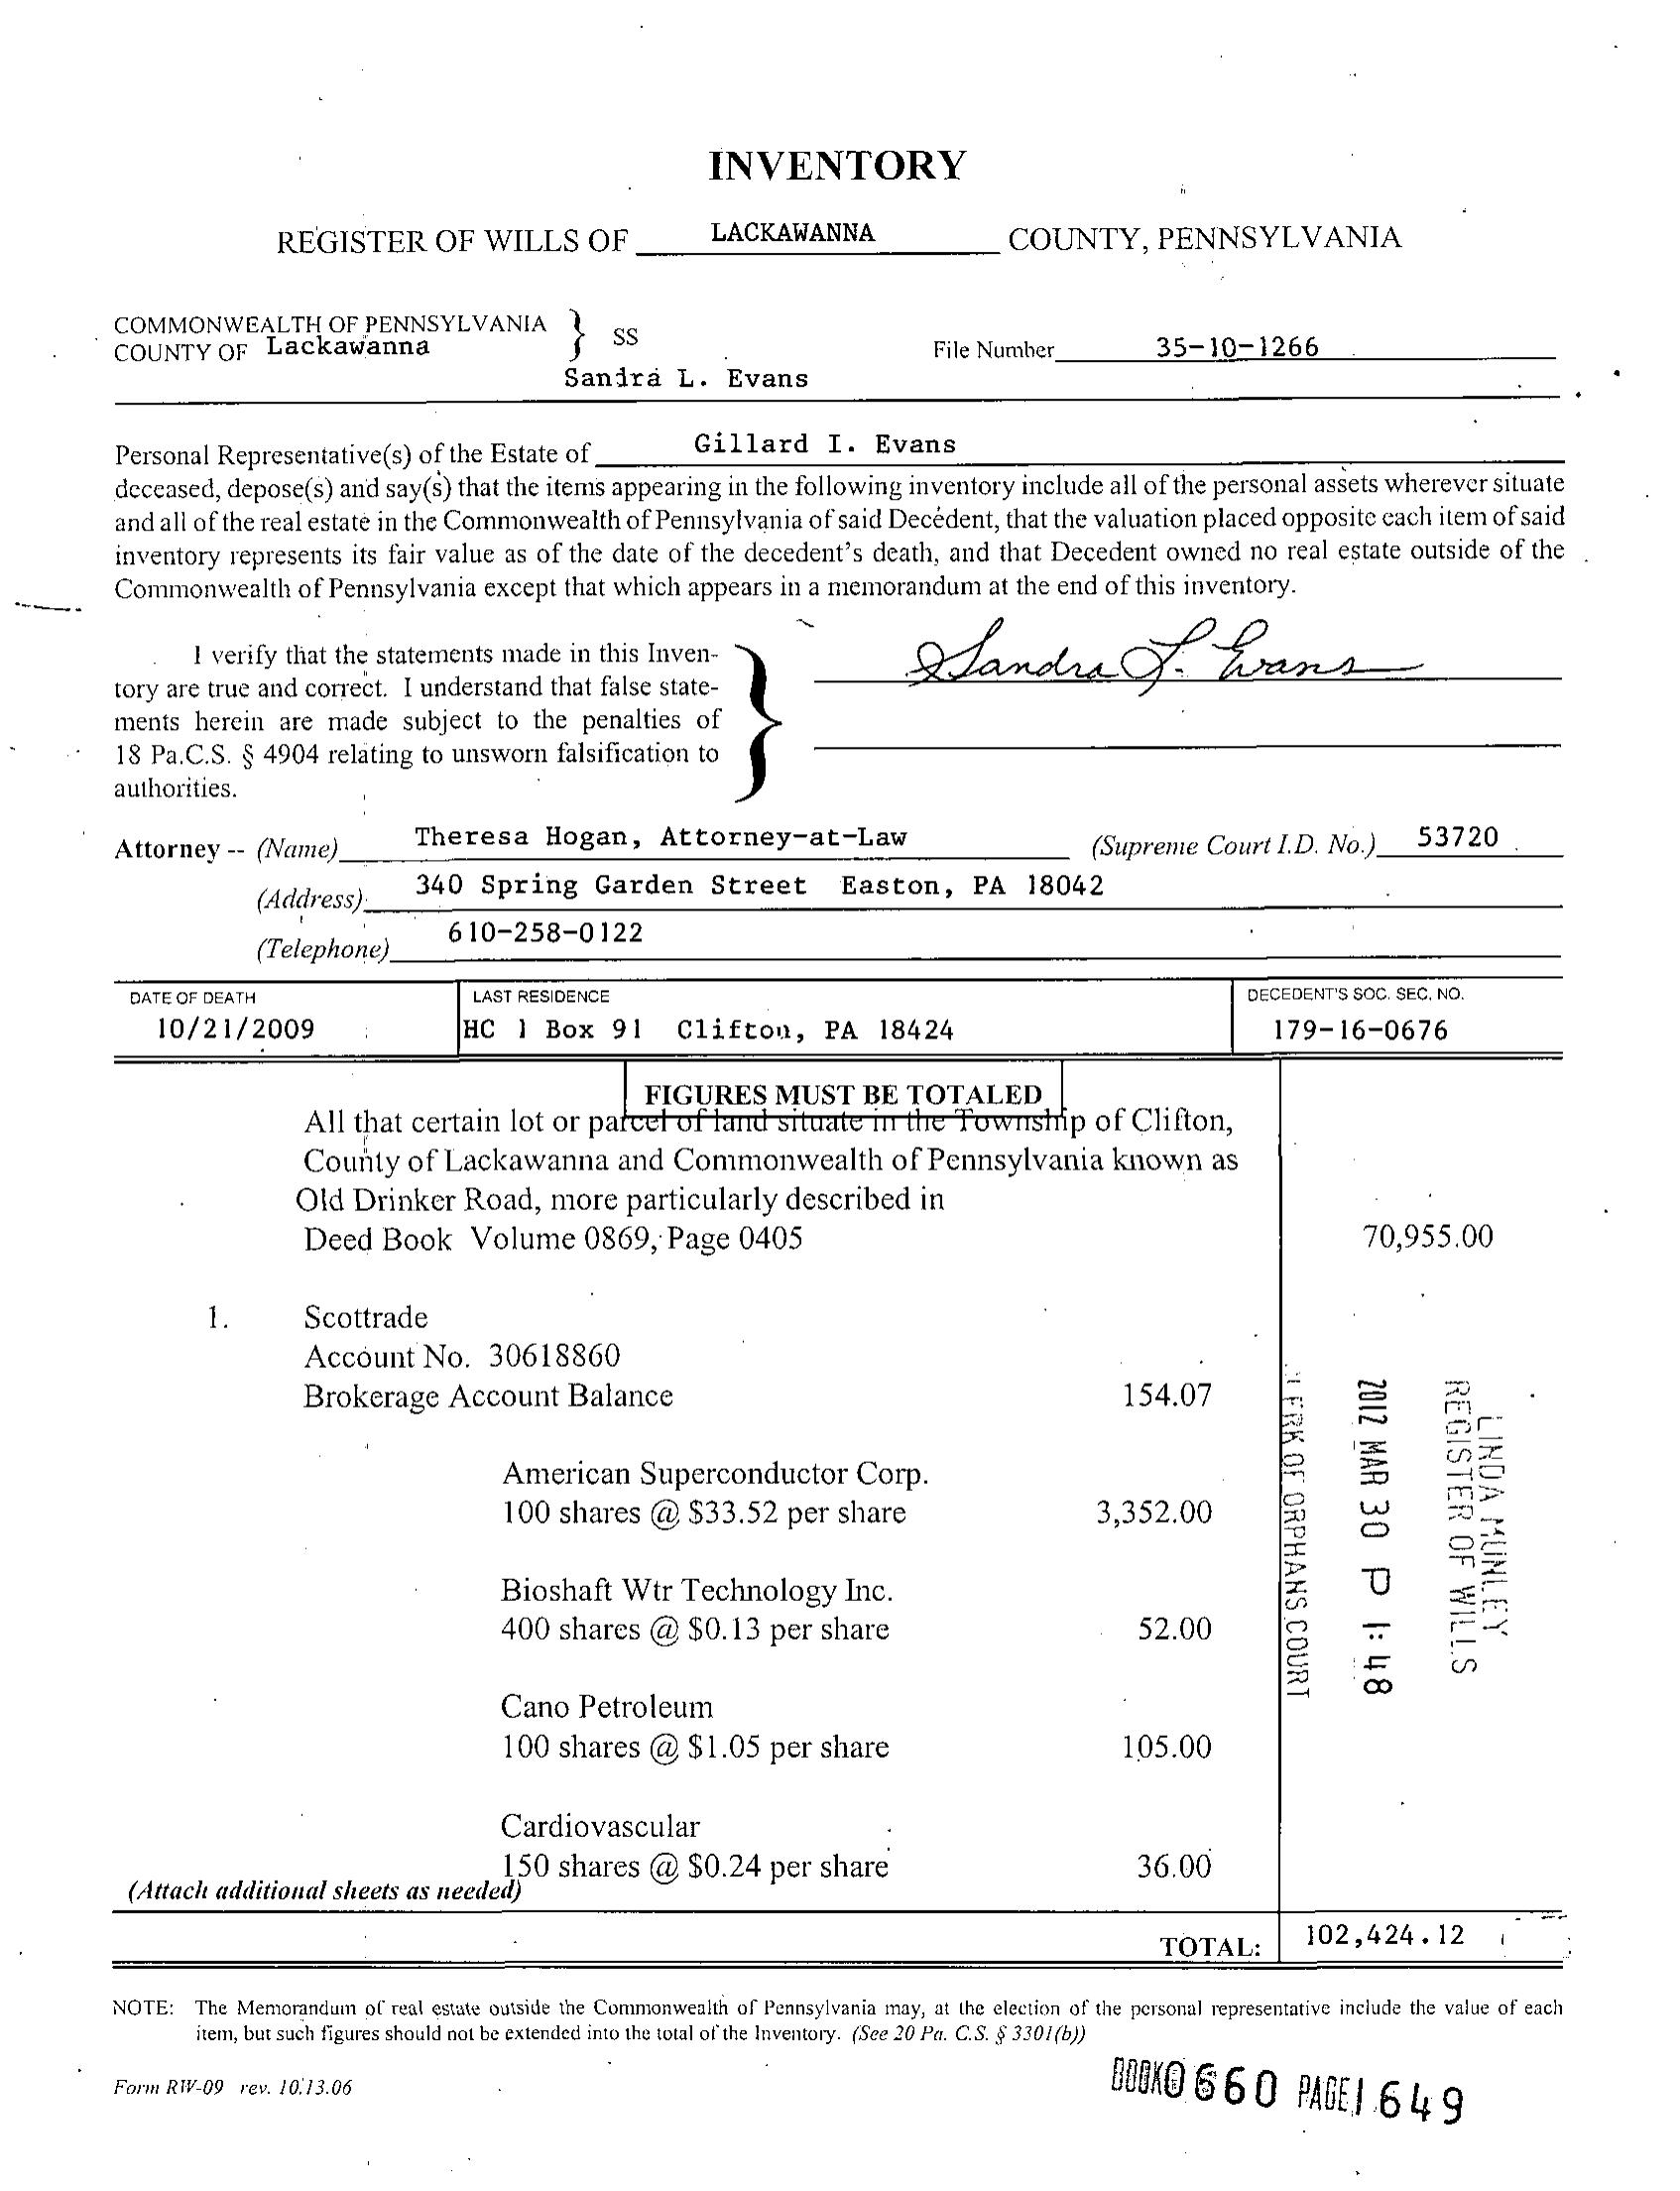 INVENTORY
REGISTER OF WILLS OF LACKAWANNA COUNTY, PENNSYLVANIA
COMMONWEALTH OF PENNSYLVANIA } SS
COUNTY OF Lackawanna
File Number 35-10-1266
Sandra L. Evans
Personal Representative(s) of the Estate of Gillard I. Evans
deceased, depose(s) and say(s) that the items appearing in the following inventory include all of the personal assets wherever situate
and all of the real estate in the Commonwealth of Pennsylvania of said Decedent, that the valuation placed opposite each item of said
inventory represents its fair value as of the date of the decedent's death, and that Decedent owned no real estate outside of the
Commonwealth of Pennsylvania except that which appears in a memorandum at the end of this inventory.
I verify that the statements made in this Inven-
tory are true and correct. I understand that false state-
ments herein are made subject to the penalties of
18 Pa.C.S. § 4904 relating to unsworn falsification to
authorities.
Sandra L. Evans
Attorney -- (Name) Theresa Hogan, Attorney-at-Law (Supreme Court I.D. No.) 53720
(Address) 340 Spring Garden Street Easton, PA 18042
(Telephone) 610-258-0122
DATE OF DEATH LAST RESIDENCE DECEDENT'S SOC. SEC. NO.
10/21/2009 HC 1 Box 91 Clifton, PA 18424 179-16-0676
FIGURES MUST BE TOTALED
All that certain lot or parcel of land situate in the Township of Clifton,
County of Lackawanna and Commonwealth of Pennsylvania known as
Old Drinker Road, more particularly described in
Deed Book Volume 0869, Page 0405 70,955.00
1. Scottrade
Account No. 30618860
Brokerage Account Balance 154.07
American Superconductor Corp.
100 shares @ $33.52 per share 3,352.00
Bioshaft Wtr Technology Inc.
400 shares @ $0.13 per share 52.00
Cano Petroleum
100 shares @ $1.05 per share 105.00
Cardiovascular
150 shares @ $0.24 per share 36.00
(Attach additional sheets as needed)
LINDA MUNLEY
REGISTER OF WILLS
2012 MAR 30 P 1:48
CLERK OF ORPHANS COURT
TOTAL: 102,424.12
NOTE: The Memorandum of real estate outside the Commonwealth of Pennsylvania may, at the election of the personal representative include the value of each
item, but such figures should not be extended into the total of the Inventory. (See 20 Pa. C.S. § 3301(b))
Form RW-09 rev. 10.13.06
BOOK 0660 PAGE 1649